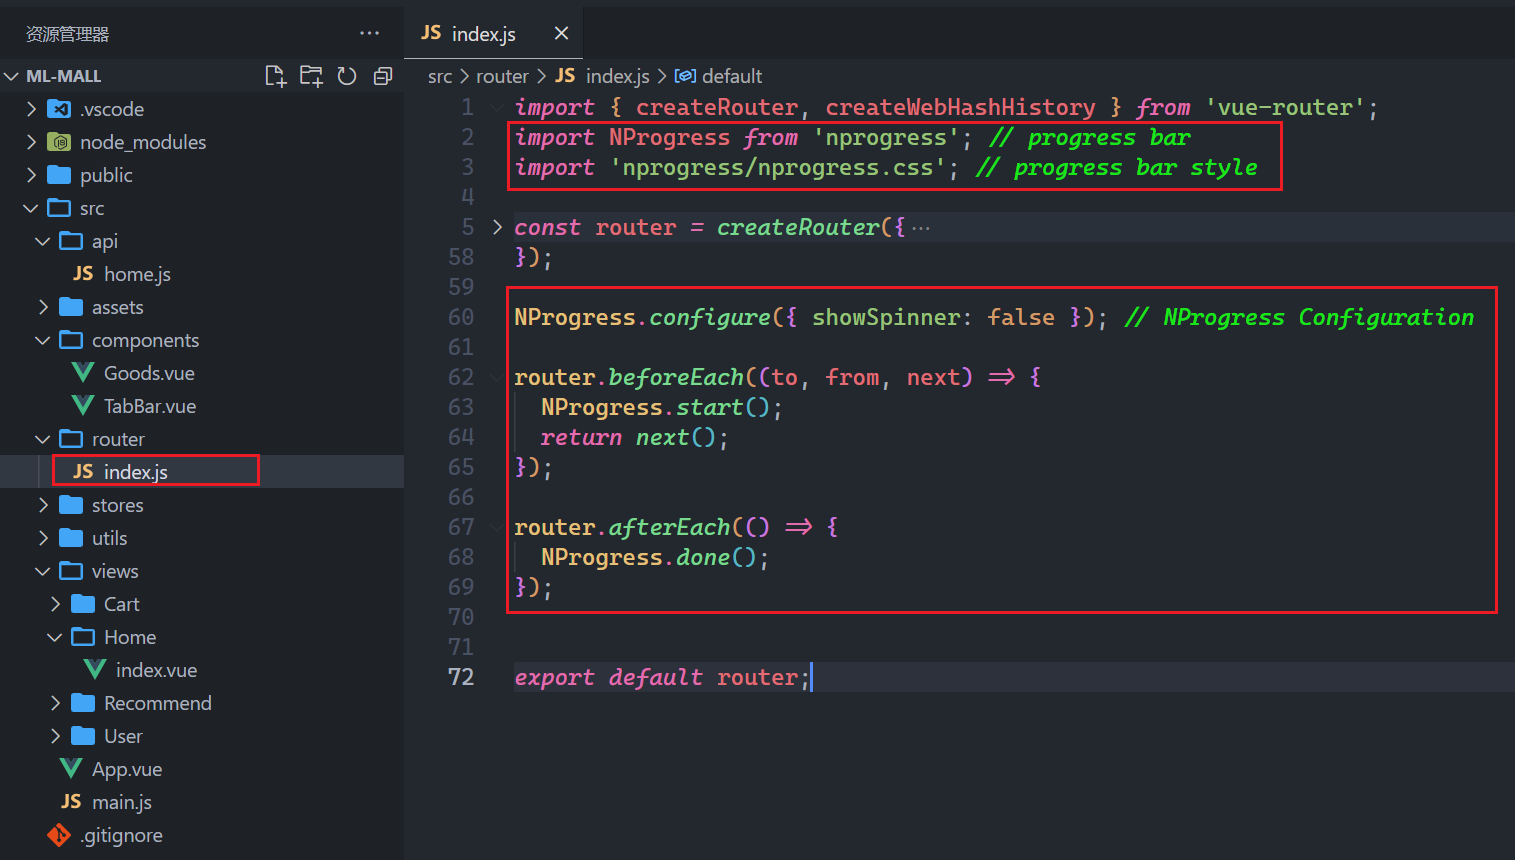 资源管理器
ML-MALL
.vscode
node_modules
public
src
api
JS home.js
assets
components
Goods.vue
TabBar.vue
router
JS index.js
stores
utils
views
Cart
Home
index.vue
Recommend
User
App.vue
JS main.js
.gitignore
JS index.js
src > router > JS index.js > default
1 import { createRouter, createWebHashHistory } from 'vue-router';
2 import NProgress from 'nprogress'; // progress bar
3 import 'nprogress/nprogress.css'; // progress bar style
4
5 const router = createRouter({ ···
58 });
59
60 NProgress.configure({ showSpinner: false }); // NProgress Configuration
61
62 router.beforeEach((to, from, next) => {
63 NProgress.start();
64 return next();
65 });
66
67 router.afterEach(() => {
68 NProgress.done();
69 });
70
71
72 export default router;